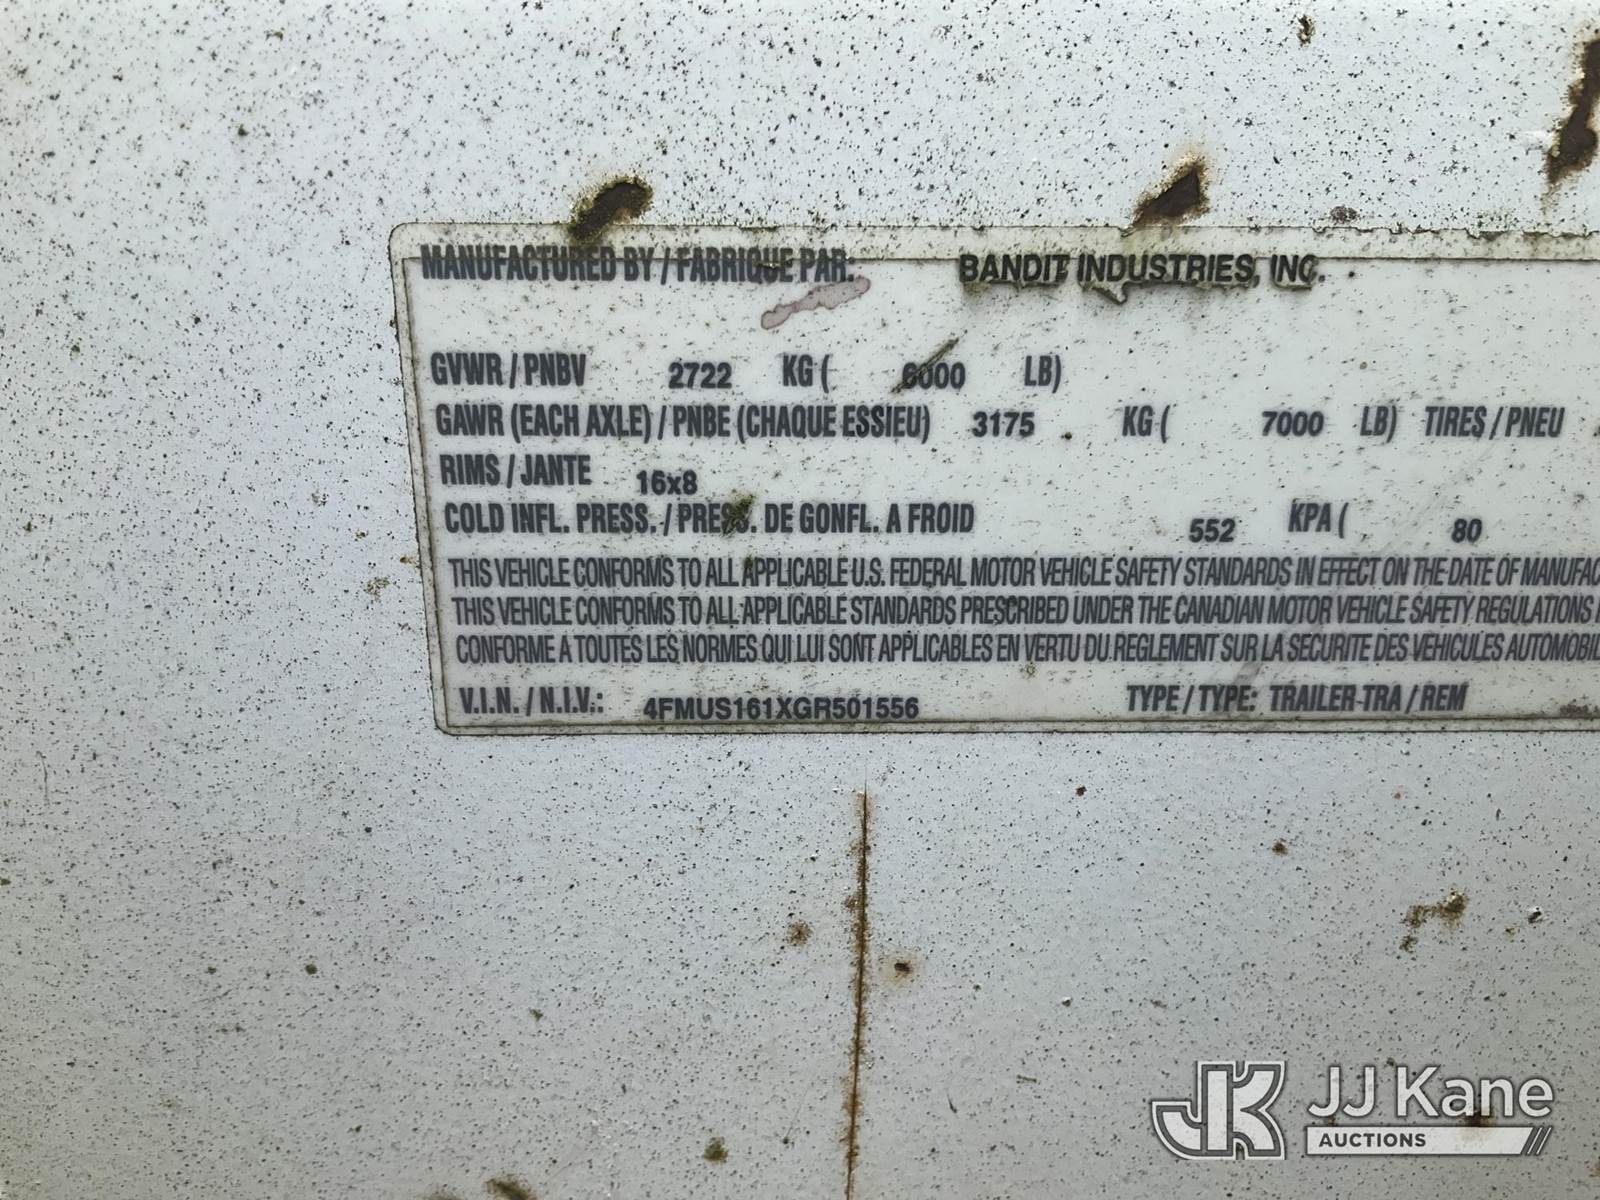 MANUFACTURED BY / FABRIQUE PAR: BANDIT INDUSTRIES, INC.
GVWR / PNBV 2722 KG ( 6000 LB)
GAWR (EACH AXLE) / PNBE (CHAQUE ESSIEU) 3175 KG ( 7000 LB) TIRES / PNEU
RIMS / JANTE 16x8
COLD INFL. PRESS. / PRESS. DE GONFL. A FROID 552 KPA ( 80
THIS VEHICLE CONFORMS TO ALL APPLICABLE U.S. FEDERAL MOTOR VEHICLE SAFETY STANDARDS IN EFFECT ON THE DATE OF MANUFAC
THIS VEHICLE CONFORMS TO ALL APPLICABLE STANDARDS PRESCRIBED UNDER THE CANADIAN MOTOR VEHICLE SAFETY REGULATIONS
CONFORME A TOUTES LES NORMES QUI LUI SONT APPLICABLES EN VERTU DU REGLEMENT SUR LA SECURITE DES VEHICULES AUTOMOBIL
V.I.N. / N.I.V.: 4FMUS161XGR501556 TYPE / TYPE: TRAILER-TRA / REM
JK JJ Kane
AUCTIONS